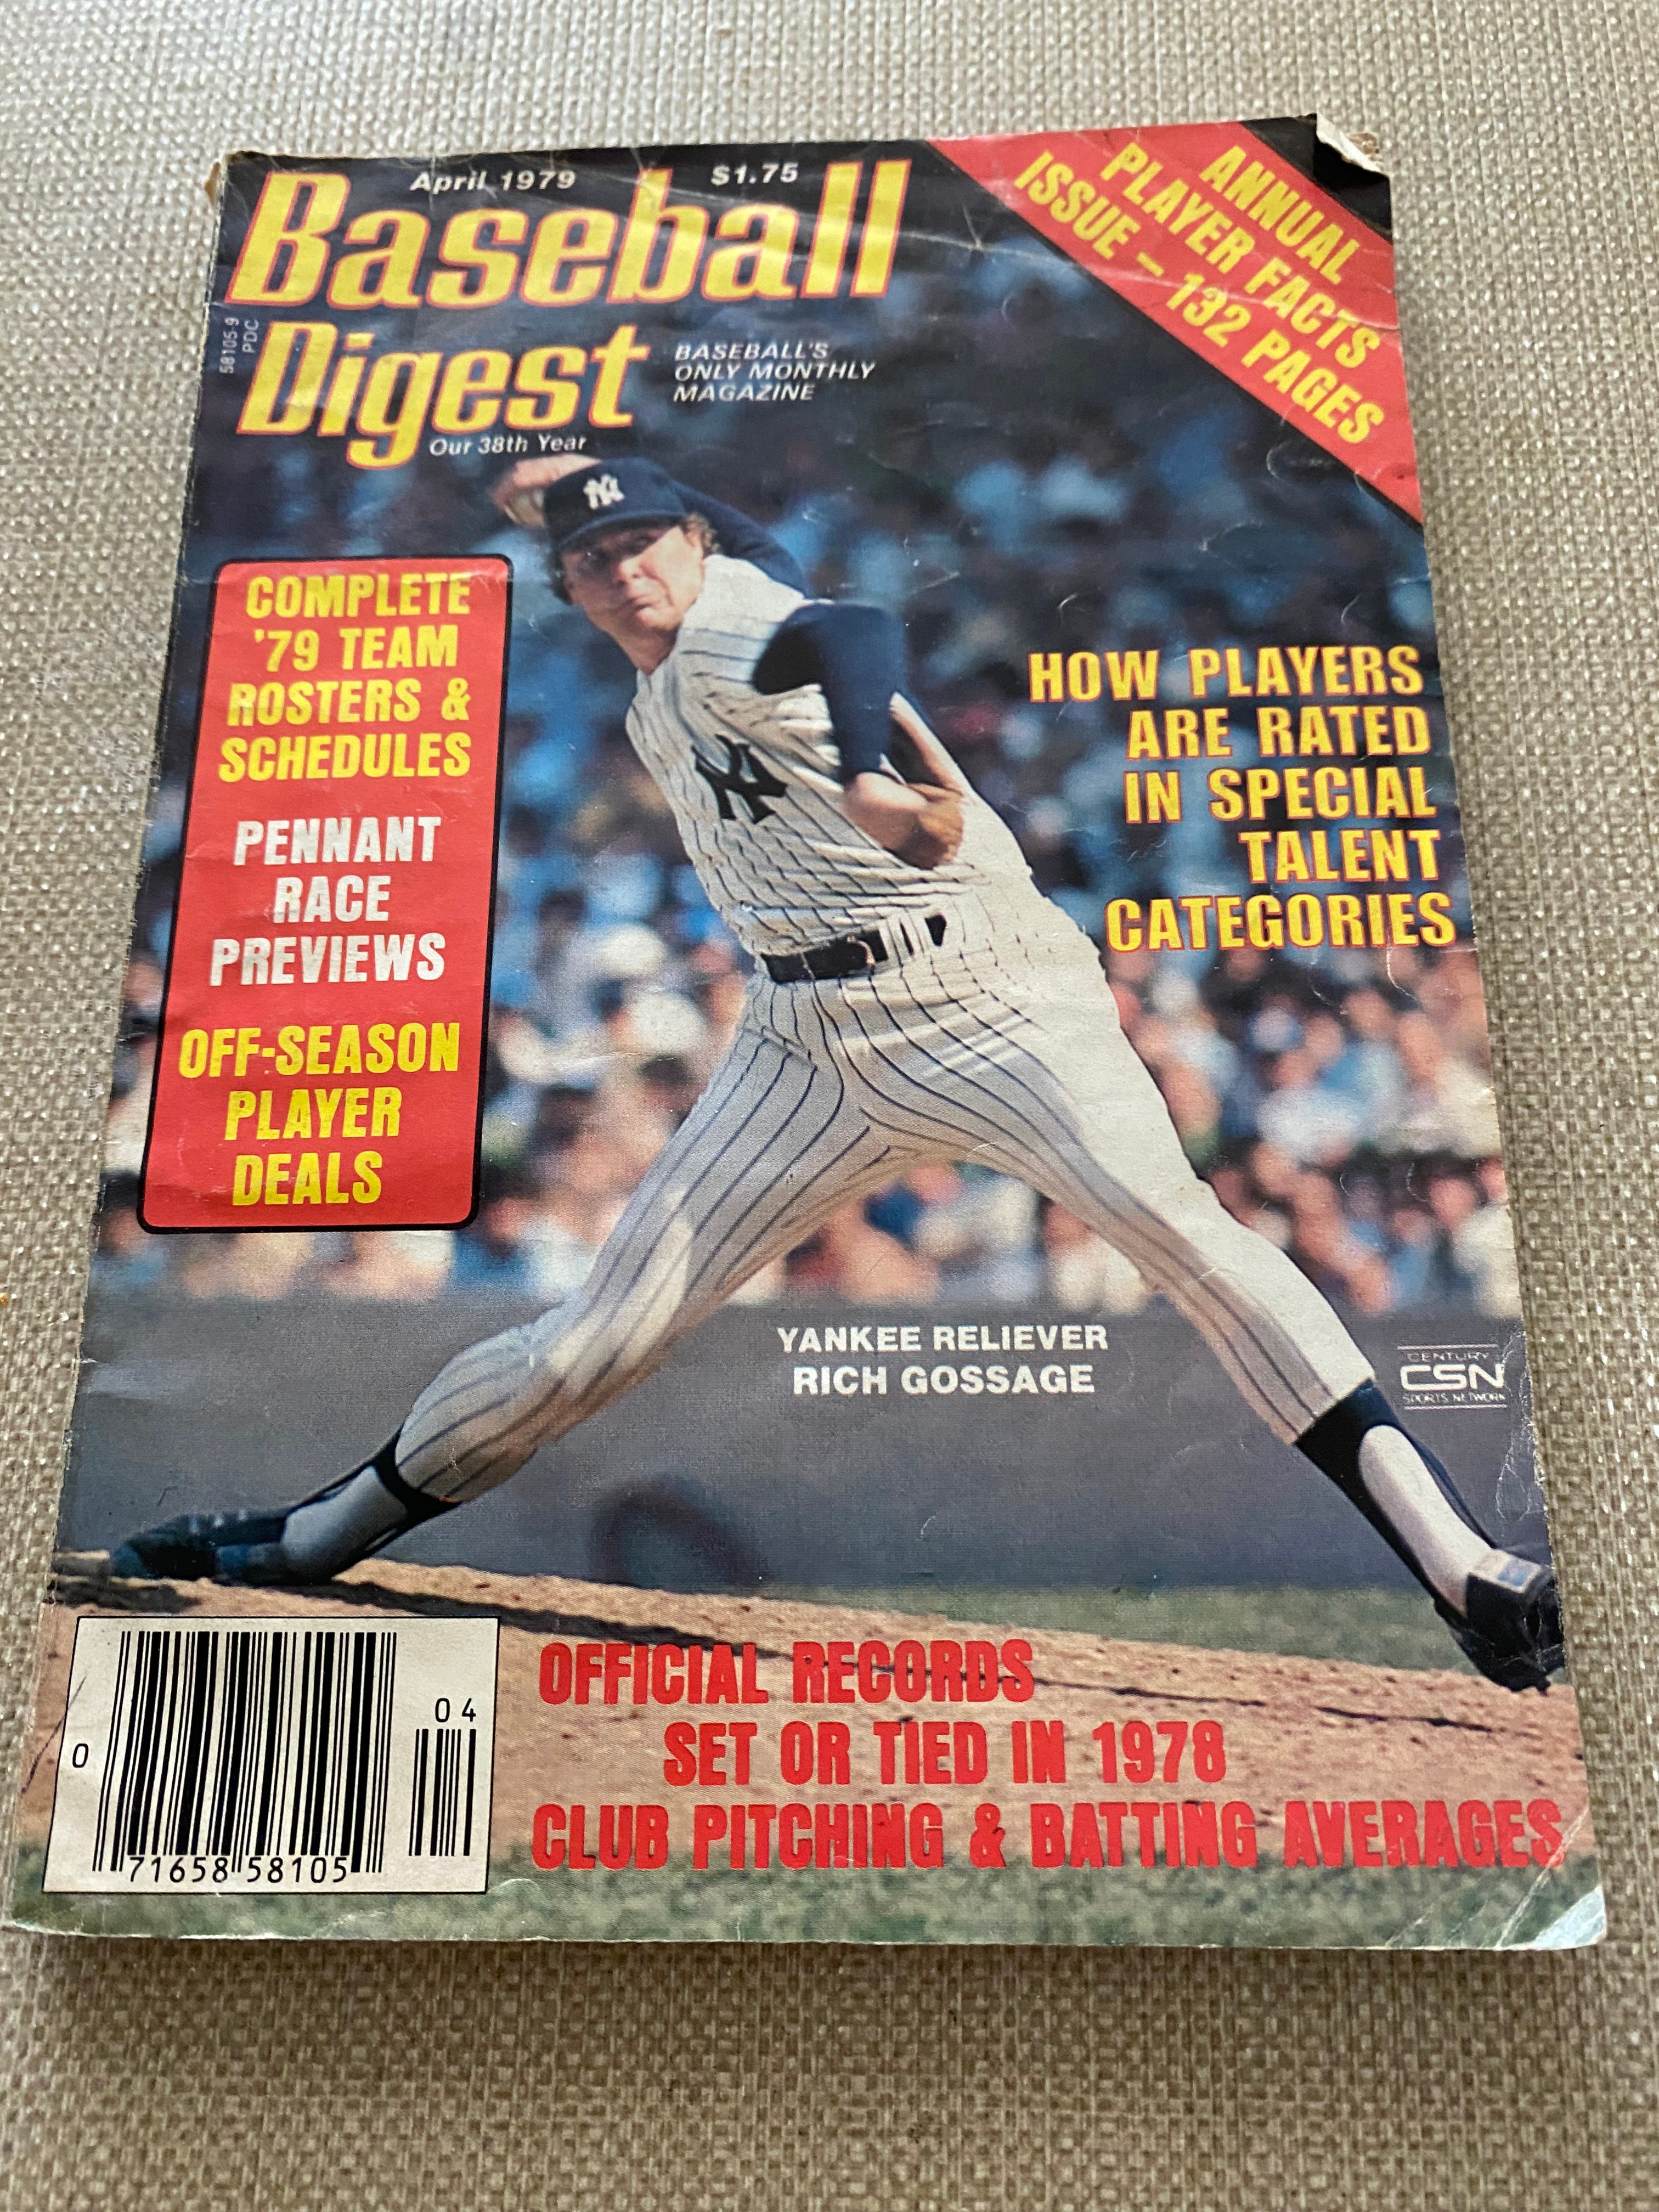 April 1979
$1.75
Baseball
Digest
58105-9
PDC
BASEBALL'S
ONLY MONTHLY
MAGAZINE
Our 38th Year
ANNUAL
PLAYER FACTS
ISSUE – 132 PAGES
NY
NY
COMPLETE
'79 TEAM
ROSTERS &
SCHEDULES
PENNANT
RACE
PREVIEWS
OFF-SEASON
PLAYER
DEALS
HOW PLAYERS
ARE RATED
IN SPECIAL
TALENT
CATEGORIES
YANKEE RELIEVER
RICH GOSSAGE
CENTURY
CSN
SPORTS NETWORK
OFFICIAL RECORDS
SET OR TIED IN 1978
CLUB PITCHING & BATTING AVERAGES
04
0
71658 58105